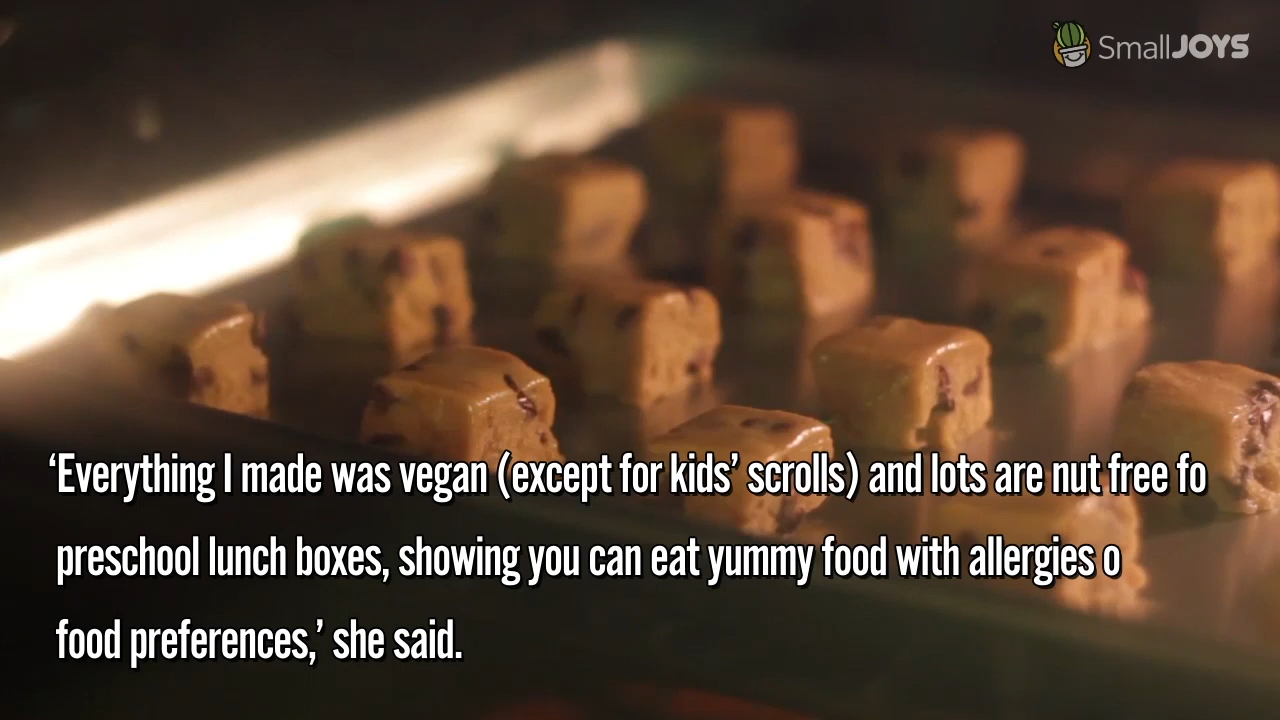 SmallJOYS
‘Everything I made was vegan (except for kids’ scrolls) and lots are nut free fo
preschool lunch boxes, showing you can eat yummy food with allergies o
food preferences,’ she said.